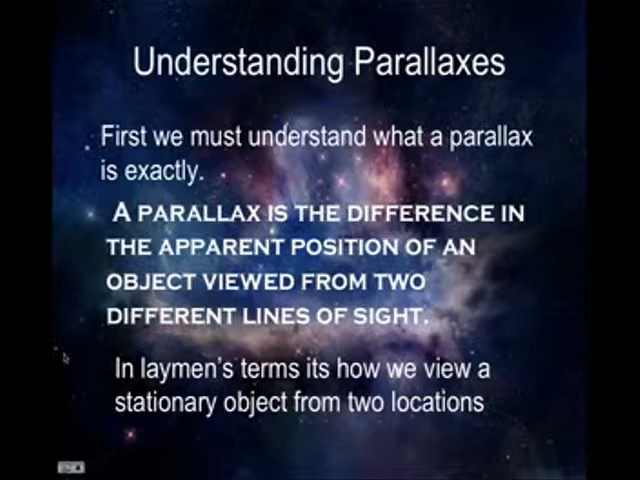 Understanding Parallaxes
First we must understand what a parallax
is exactly.
A PARALLAX IS THE DIFFERENCE IN
THE APPARENT POSITION OF AN
OBJECT VIEWED FROM TWO
DIFFERENT LINES OF SIGHT.
In laymen's terms its how we view a
stationary object from two locations